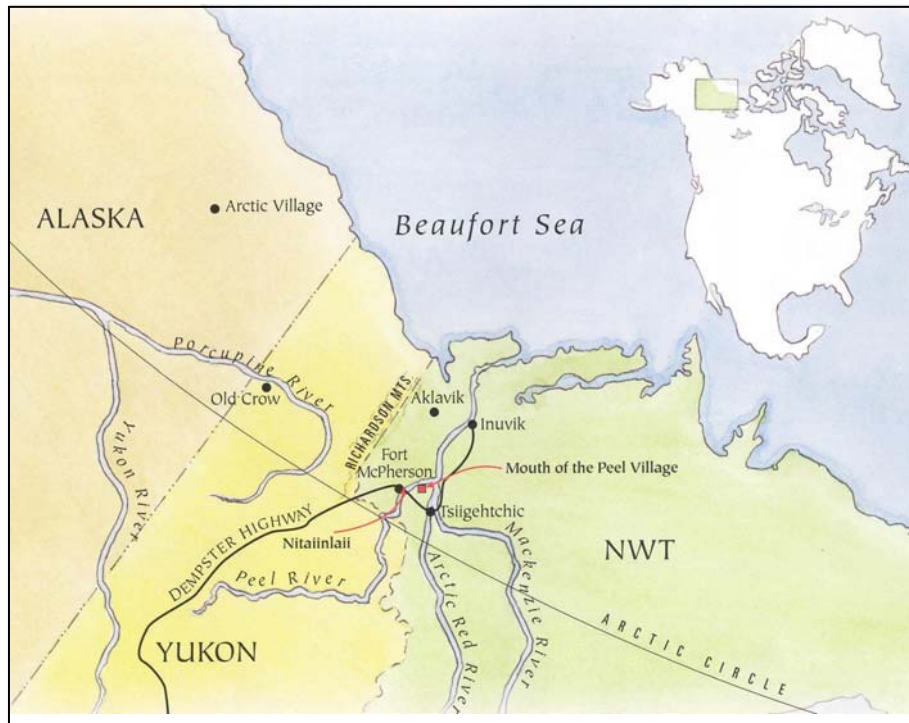 ALASKA
Arctic Village
Beaufort Sea
Porcupine River
Old Crow
Yukon River
RICHARDSON MTS.
Aklavik
Inuvik
Fort
McPherson
Mouth of the Peel Village
Tsiigehtchic
DEMPSTER HIGHWAY
Nitaiinlaii
Peel River
Arctic Red River
Mackenzie River
NWT
YUKON
ARCTIC CIRCLE